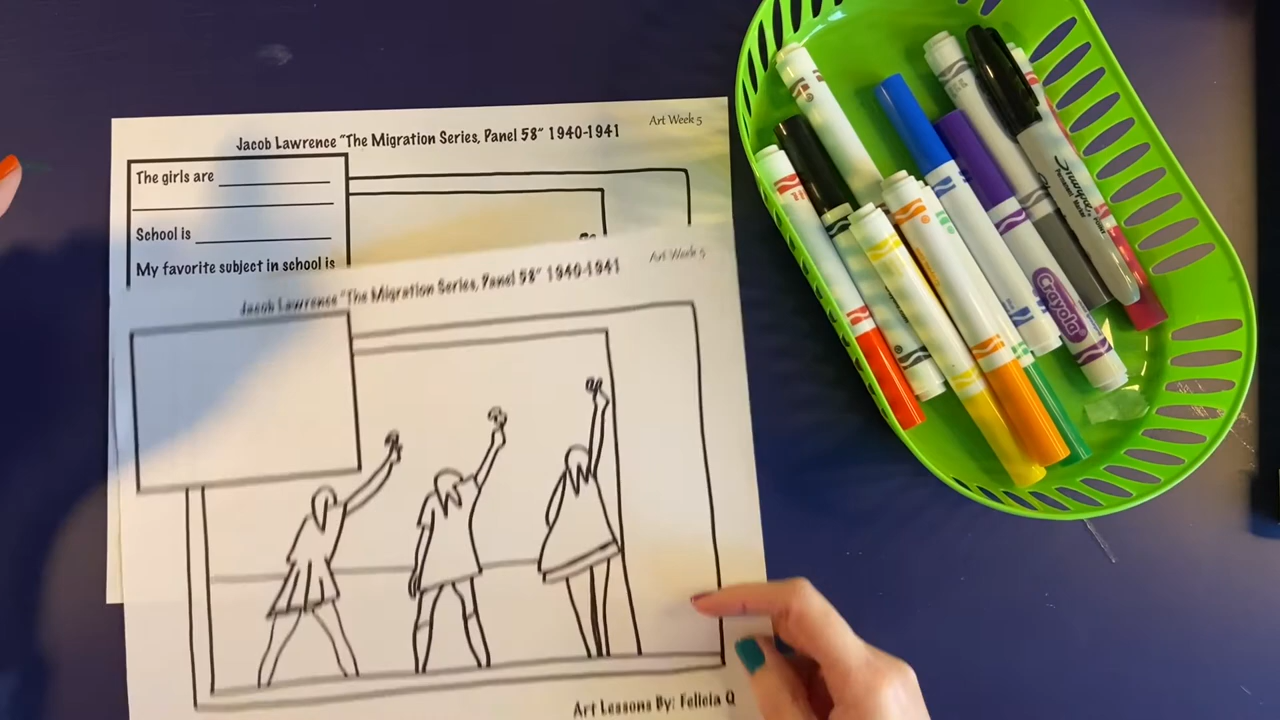 Art Week 5
Jacob Lawrence "The Migration Series, Panel 58" 1940-1941
The girls are
School is
My favorite subject in school is
Art Week 5
Jacob Lawrence "The Migration Series, Panel 58" 1940-1941
Art Lessons By: Felicia Q
Sharpie
Crayola